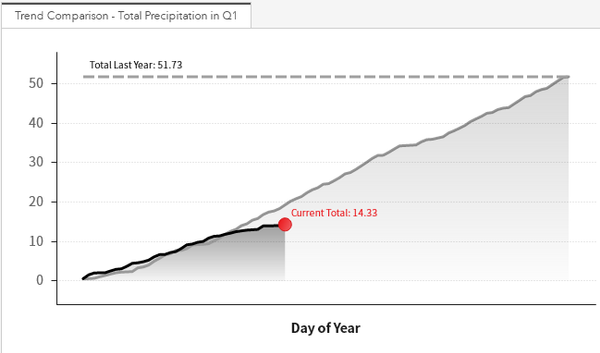 Trend Comparison - Total Precipitation in Q1
Total Last Year: 51.73
50
40
30
20
Current Total: 14.33
10
0
Day of Year